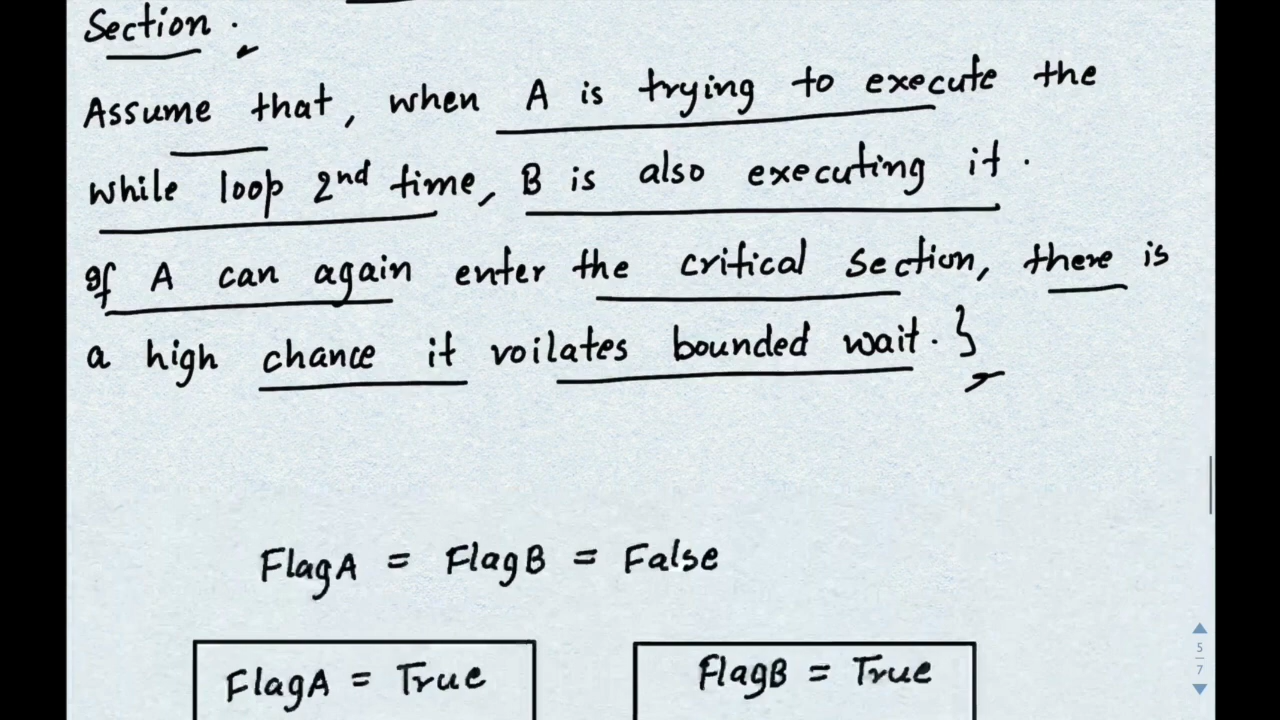 Section.
Assume that, when A is trying to execute the
while loop 2nd time, B is also executing it.
If A can again enter the critical section, there is
a high chance it voilates bounded wait. }
FlagA = FlagB = False
FlagA = True FlagB = True
5
7